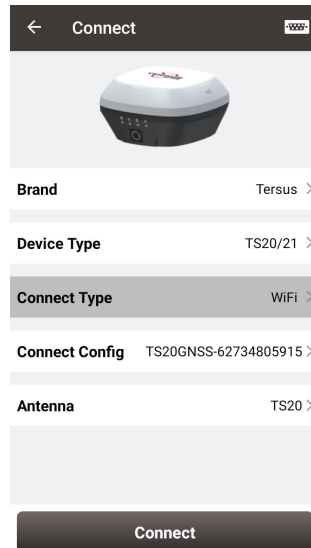 Connect
Brand Tersus
Device Type TS20/21
Connect Type WiFi
Connect Config TS20GNSS-62734805915
Antenna TS20
Connect